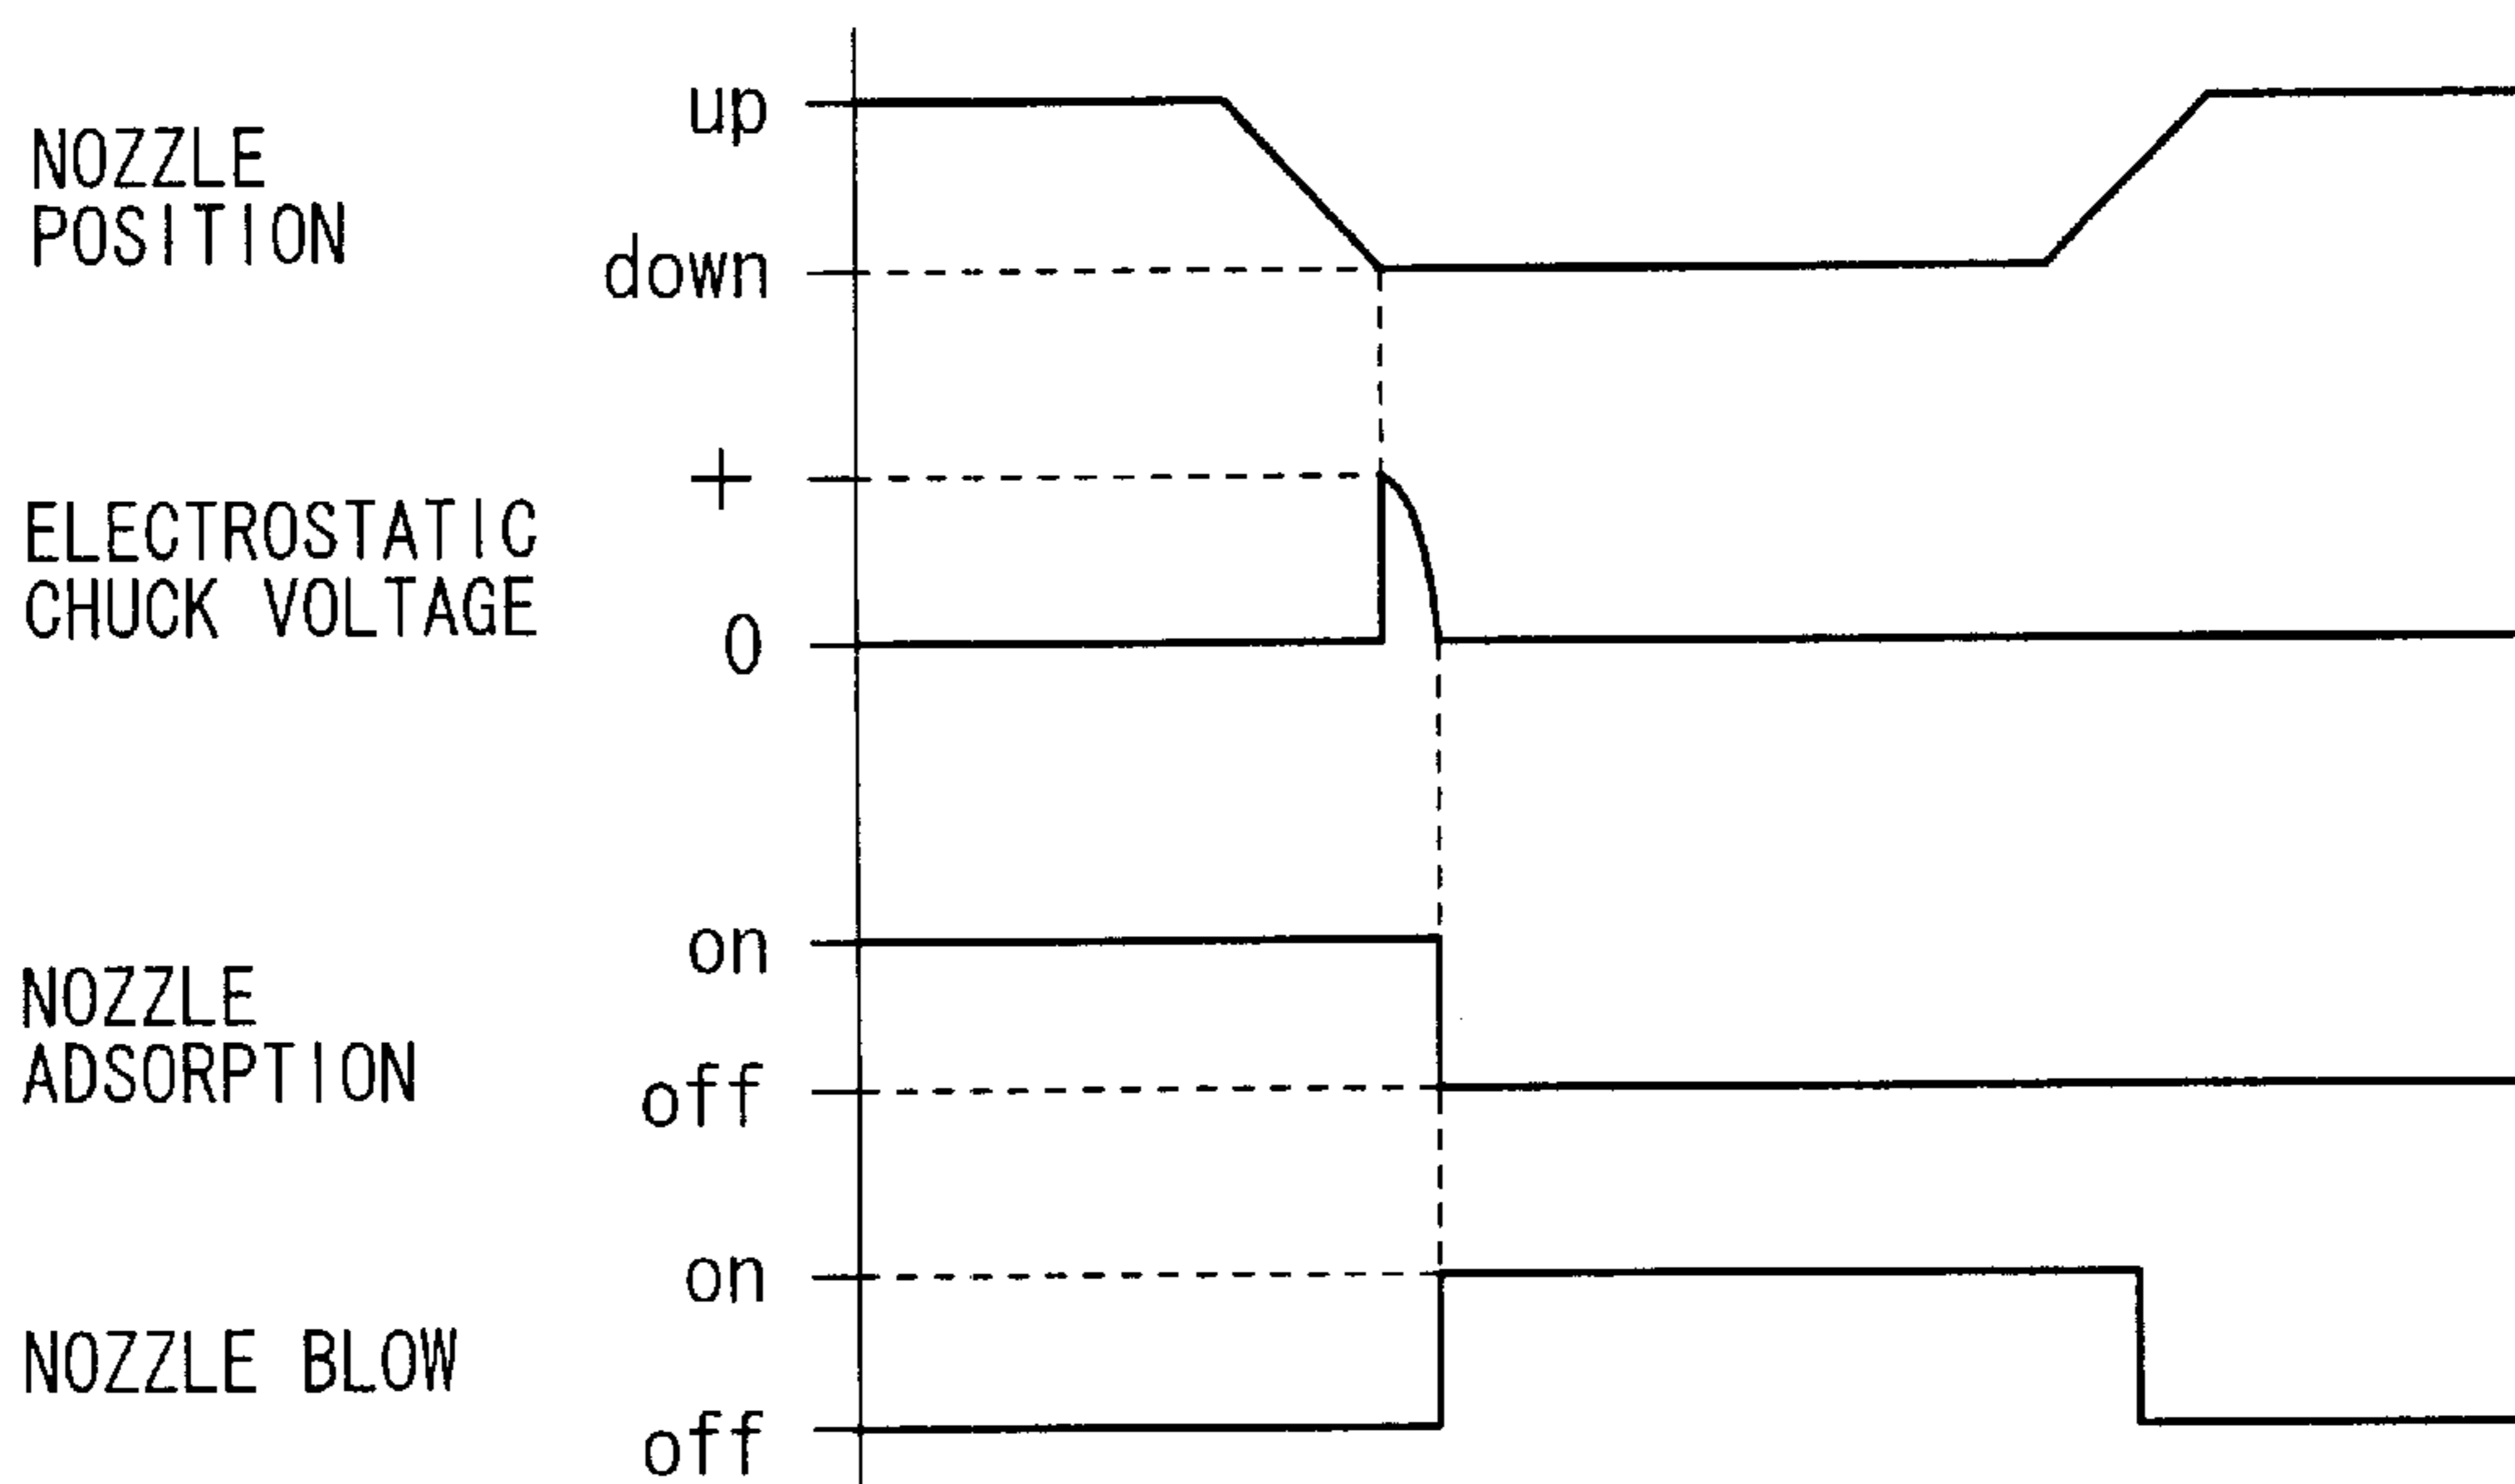 NOZZLE
POSITION
up
down
ELECTROSTATIC
CHUCK VOLTAGE
+
0
NOZZLE
ADSORPTION
on
off
NOZZLE BLOW
on
off